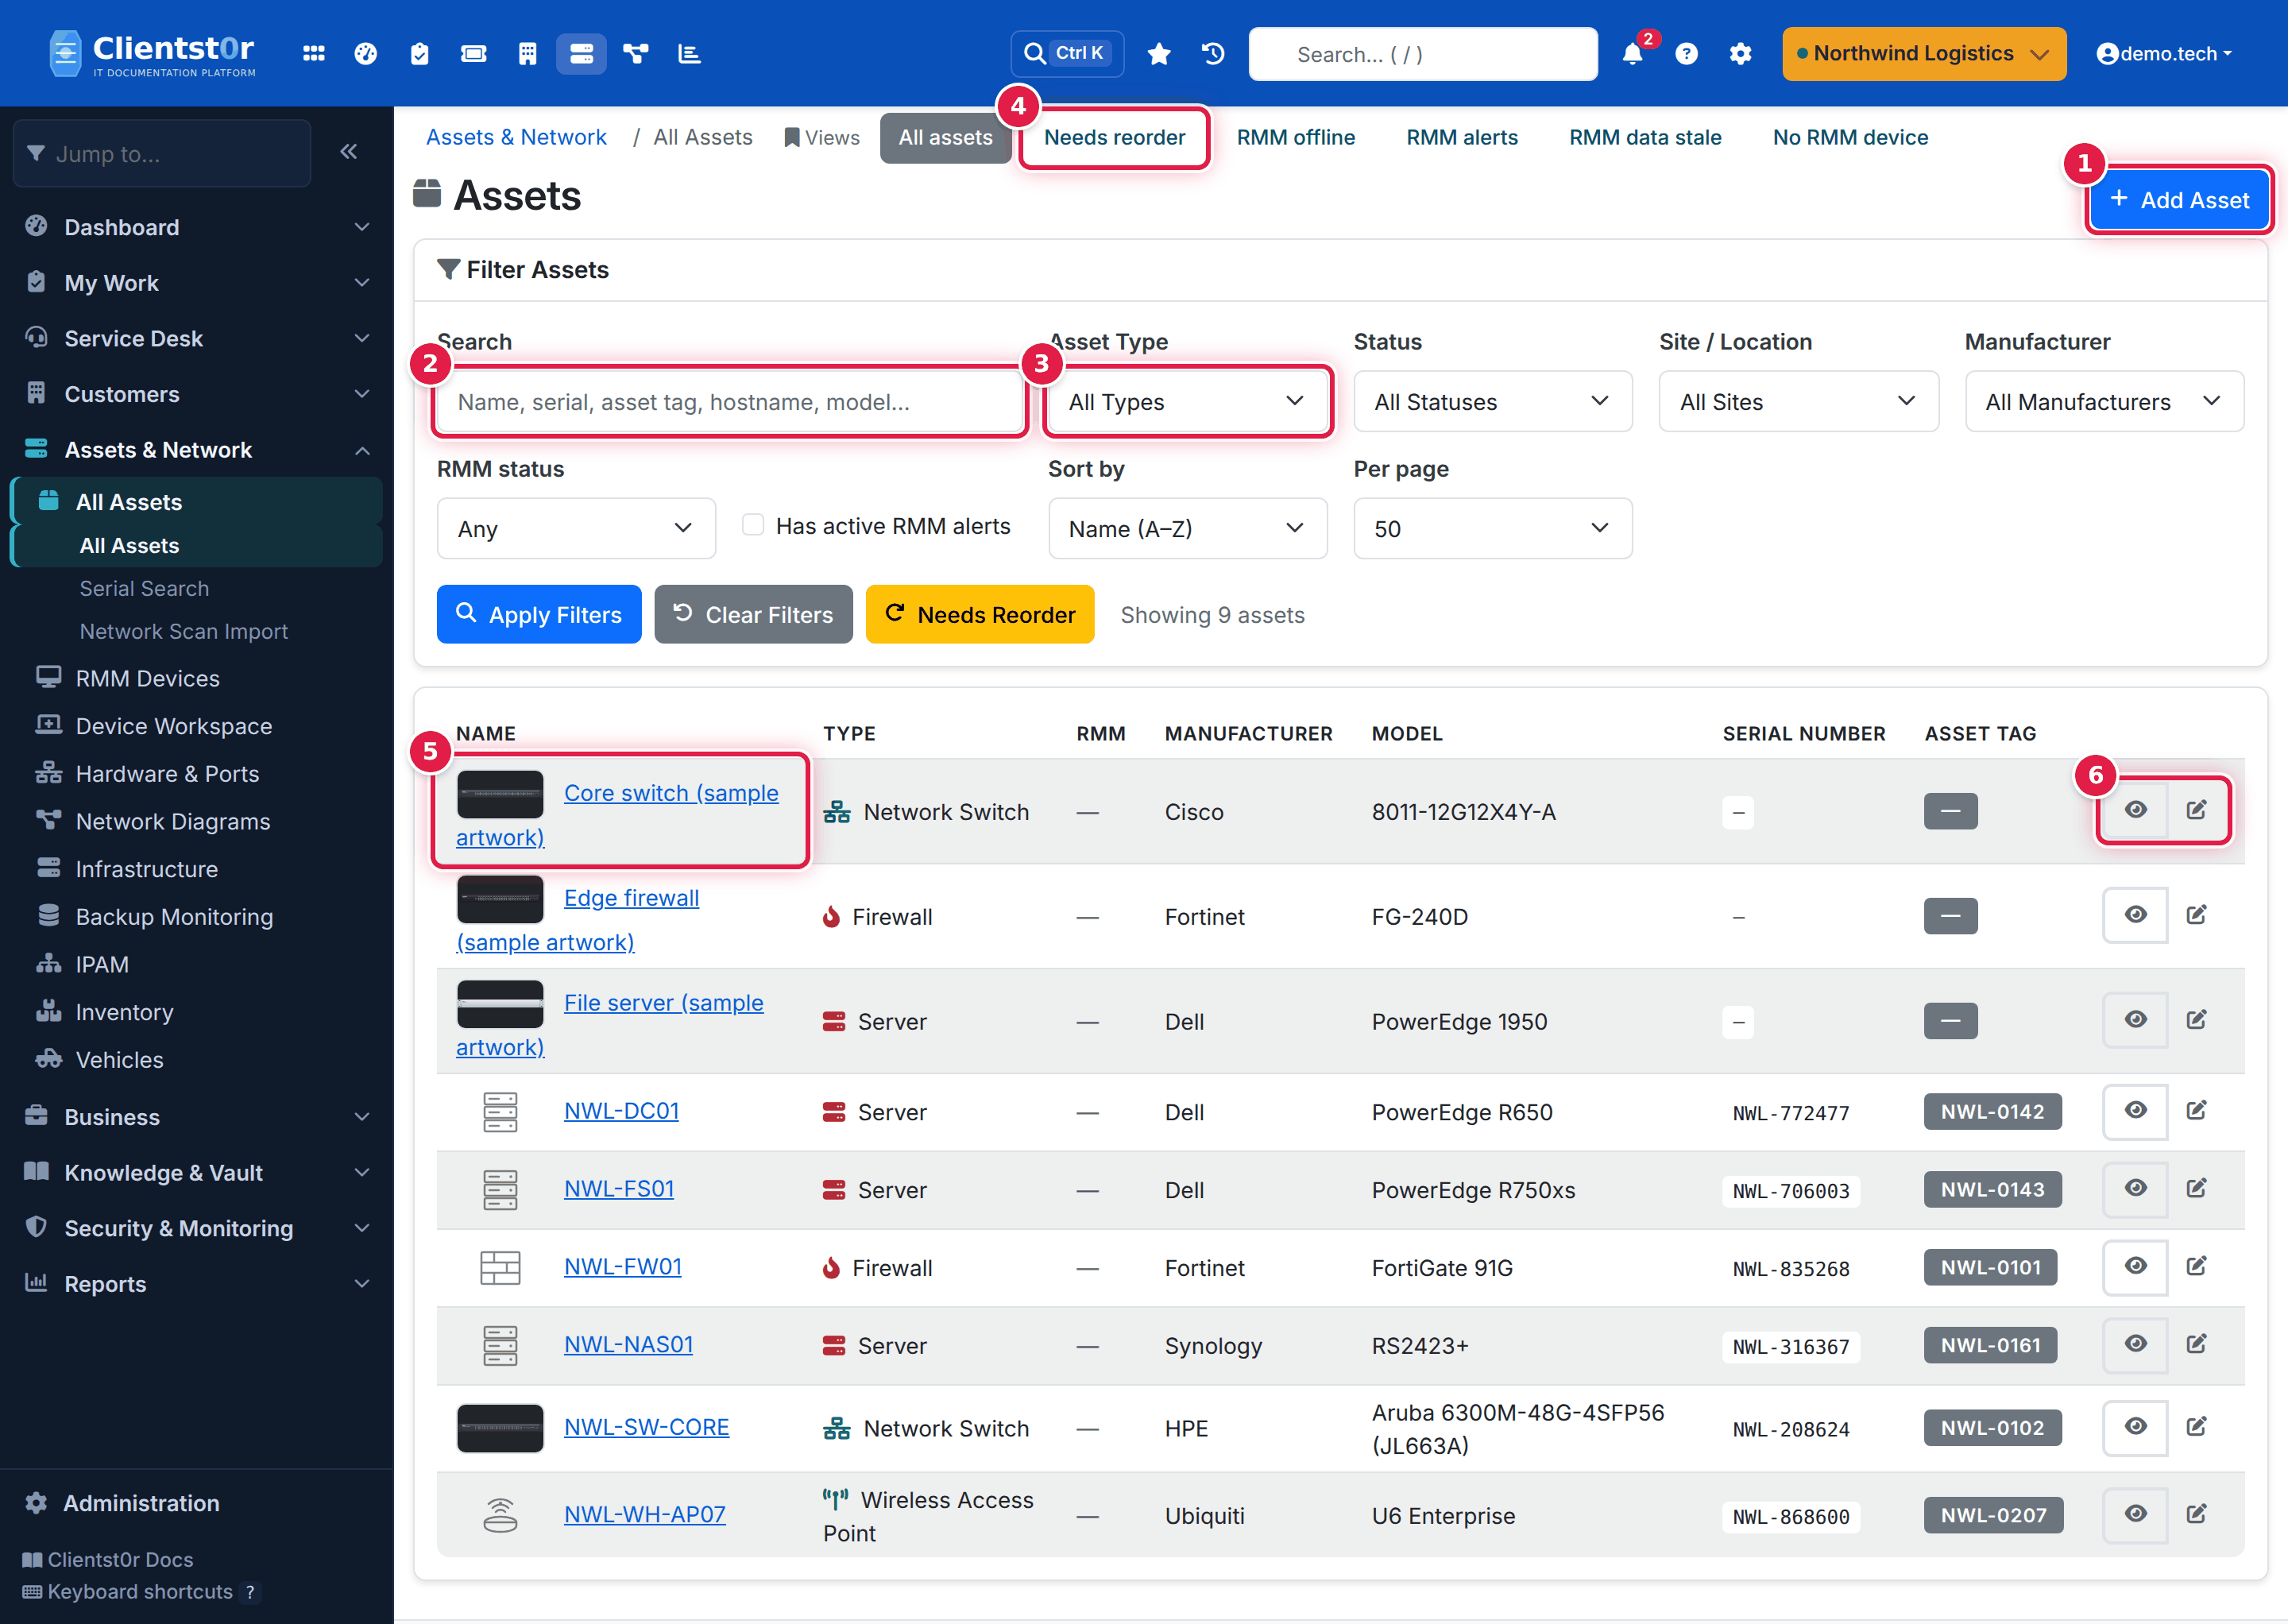 Clientst0r
IT DOCUMENTATION PLATFORM
Ctrl K
Search... ( / )
2
Northwind Logistics
demo.tech
Jump to...
Dashboard
My Work
Service Desk
Customers
Assets & Network
All Assets
All Assets
Serial Search
Network Scan Import
RMM Devices
Device Workspace
Hardware & Ports
Network Diagrams
Infrastructure
Backup Monitoring
IPAM
Inventory
Vehicles
Business
Knowledge & Vault
Security & Monitoring
Reports
Administration
Clientst0r Docs
Keyboard shortcuts ?
Assets & Network / All Assets Views All assets 4 Needs reorder RMM offline RMM alerts RMM data stale No RMM device
Assets
1 + Add Asset
Filter Assets
Search Asset Type Status Site / Location Manufacturer
2 Name, serial, asset tag, hostname, model... 3 All Types All Statuses All Sites All Manufacturers
RMM status Sort by Per page
Any Has active RMM alerts Name (A–Z) 50
Apply Filters Clear Filters Needs Reorder Showing 9 assets
NAME TYPE RMM MANUFACTURER MODEL SERIAL NUMBER ASSET TAG
5 Core switch (sample artwork) Network Switch — Cisco 8011-12G12X4Y-A – — 6
Edge firewall (sample artwork) Firewall — Fortinet FG-240D – —
File server (sample artwork) Server — Dell PowerEdge 1950 – —
NWL-DC01 Server — Dell PowerEdge R650 NWL-772477 NWL-0142
NWL-FS01 Server — Dell PowerEdge R750xs NWL-706003 NWL-0143
NWL-FW01 Firewall — Fortinet FortiGate 91G NWL-835268 NWL-0101
NWL-NAS01 Server — Synology RS2423+ NWL-316367 NWL-0161
NWL-SW-CORE Network Switch — HPE Aruba 6300M-48G-4SFP56 (JL663A) NWL-208624 NWL-0102
NWL-WH-AP07 Wireless Access Point — Ubiquiti U6 Enterprise NWL-868600 NWL-0207